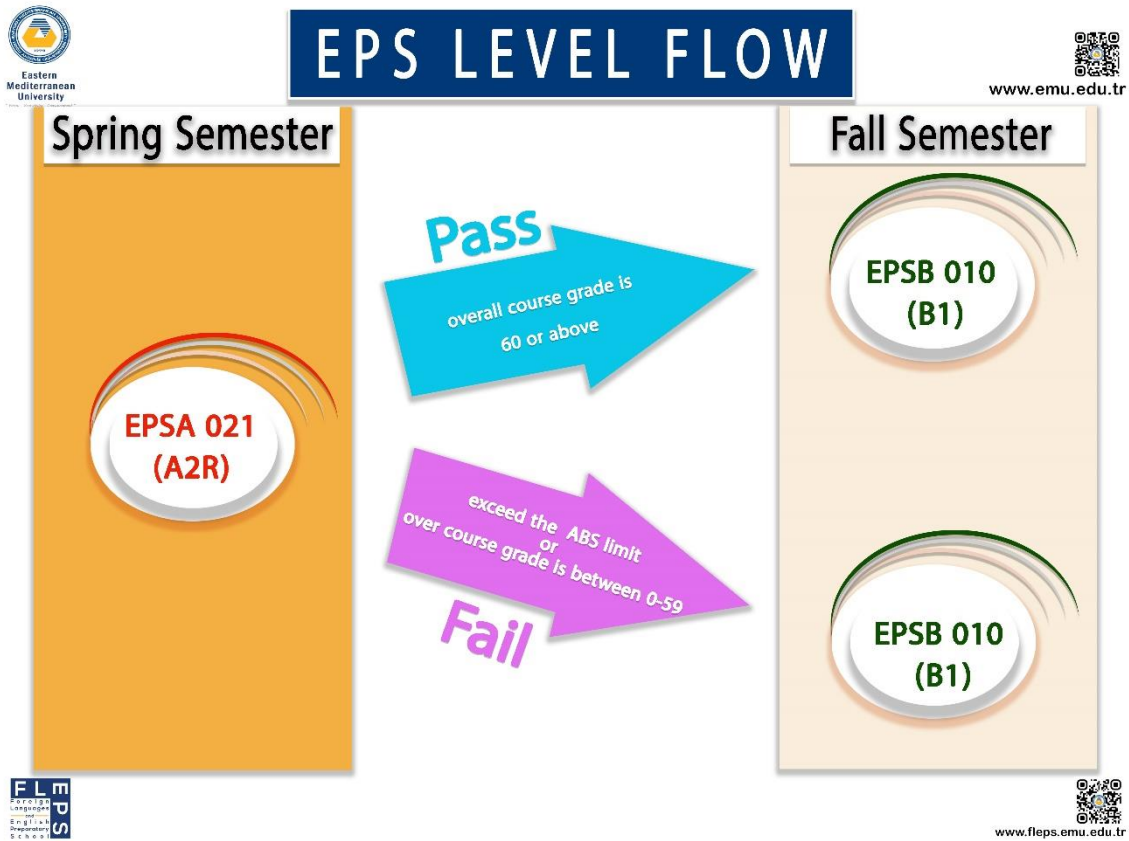 Eastern
Mediterranean
University
EPS LEVEL FLOW
www.emu.edu.tr
Spring Semester
Fall Semester
EPSA 021
(A2R)
Pass
overall course grade is
60 or above
EPSB 010
(B1)
exceed the ABS limit
or
over course grade is between 0-59
Fail
EPSB 010
(B1)
FLEPS
Foreign
Languages
and
English
Preparatory
School
www.fleps.emu.edu.tr